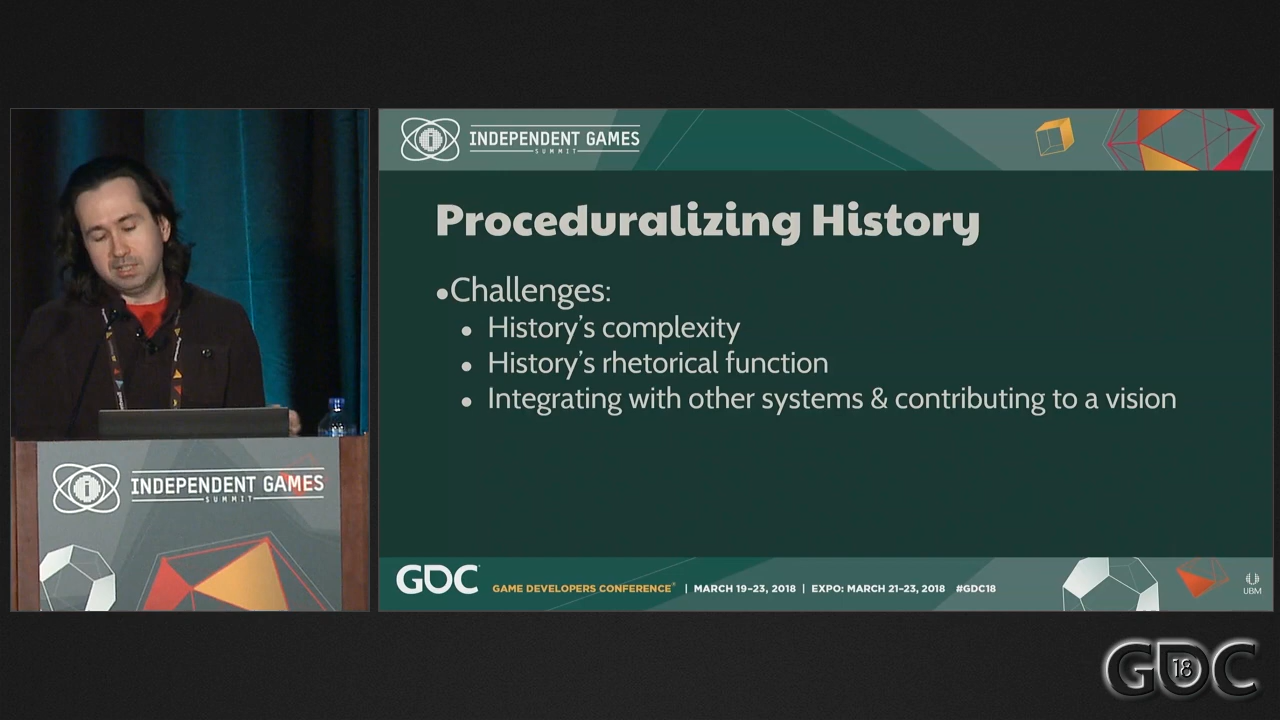 INDEPENDENT GAMES
SUMMIT
Proceduralizing History
•Challenges:
• History's complexity
• History's rhetorical function
• Integrating with other systems & contributing to a vision
INDEPENDENT GAMES
SUMMIT
GDC GAME DEVELOPERS CONFERENCE® | MARCH 19–23, 2018 | EXPO: MARCH 21–23, 2018 #GDC18
UBM
GDC
18